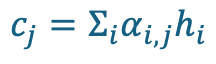 c_j = Σ_i α_{i,j} h_i